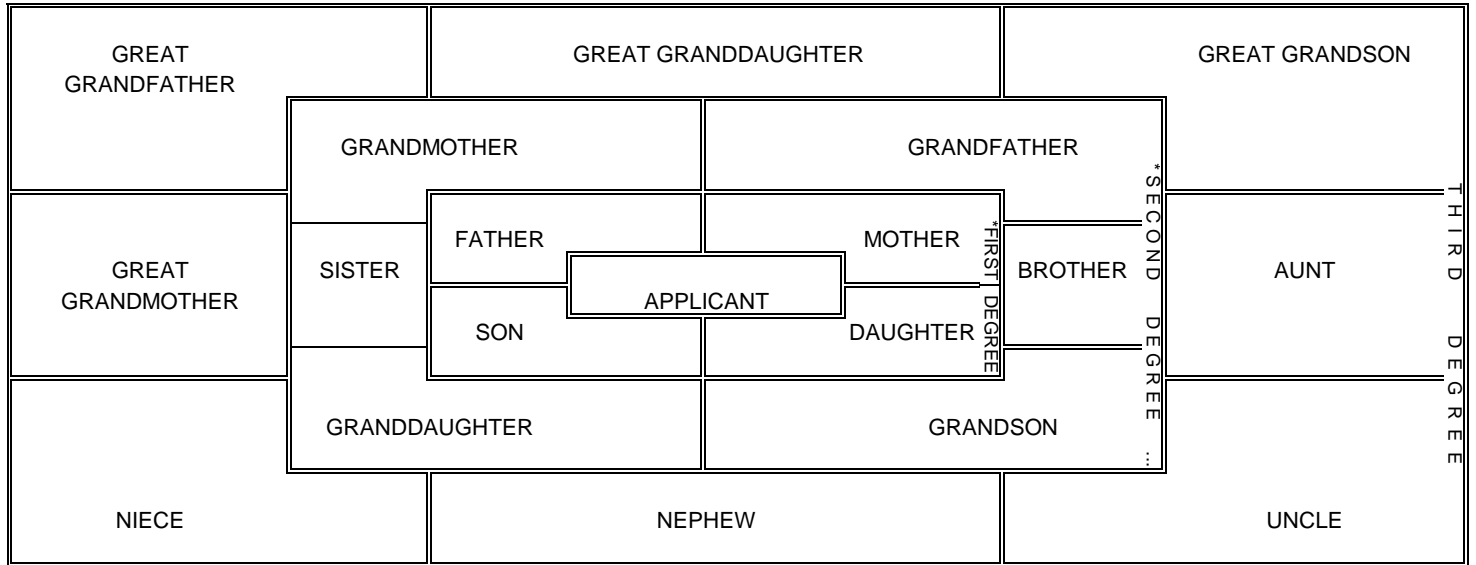 GREAT GRANDDAUGHTER
GREAT GRANDSON
GREAT
GRANDFATHER
GRANDMOTHER
GRANDFATHER
*SECOND DEGREE ...
THIRD DEGREE
FATHER
MOTHER
*FIRST DEGREE
GREAT
GRANDMOTHER
SISTER
APPLICANT
BROTHER
AUNT
SON
DAUGHTER
GRANDDAUGHTER
GRANDSON
NIECE
NEPHEW
UNCLE